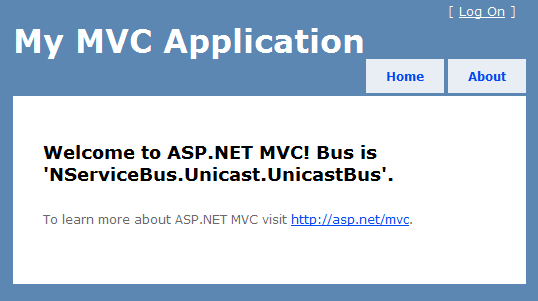 [ Log On ]
My MVC Application
Home About
Welcome to ASP.NET MVC! Bus is
'NServiceBus.Unicast.UnicastBus'.
To learn more about ASP.NET MVC visit http://asp.net/mvc.